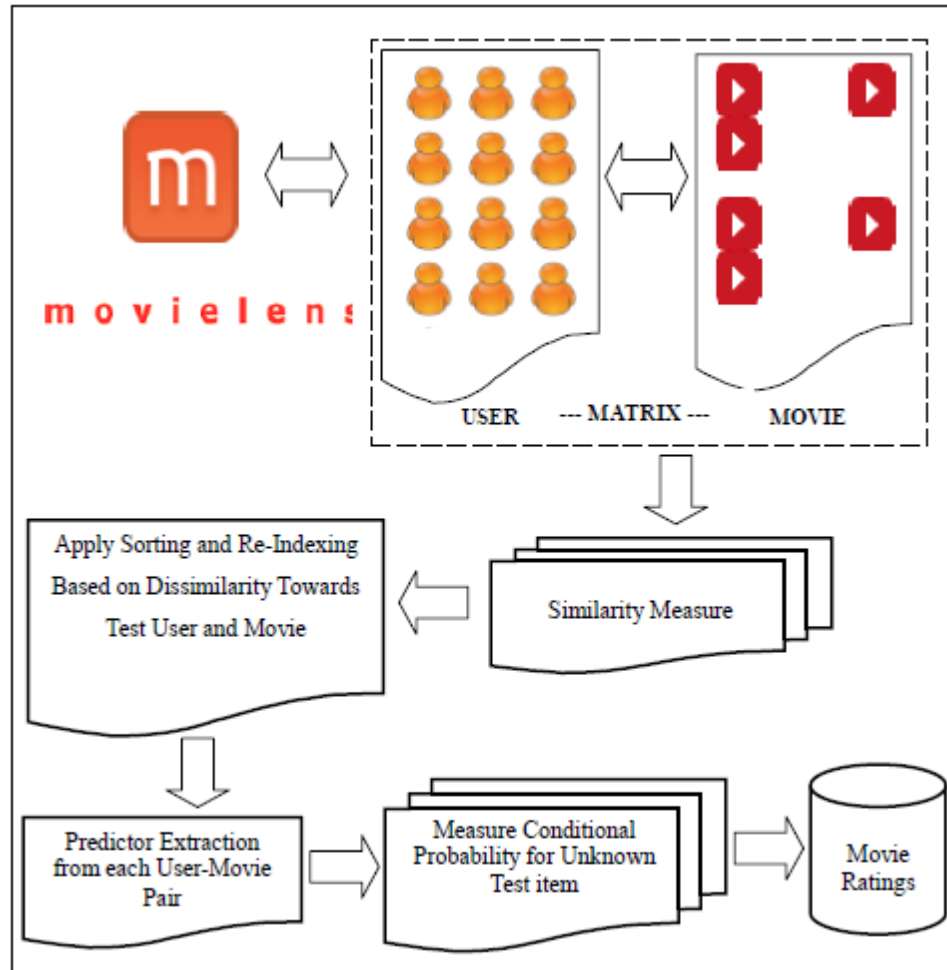 m
movielens
USER --- MATRIX --- MOVIE
Apply Sorting and Re-Indexing
Based on Dissimilarity Towards
Test User and Movie
Similarity Measure
Predictor Extraction
from each User-Movie
Pair
Measure Conditional
Probability for Unknown
Test item
Movie
Ratings